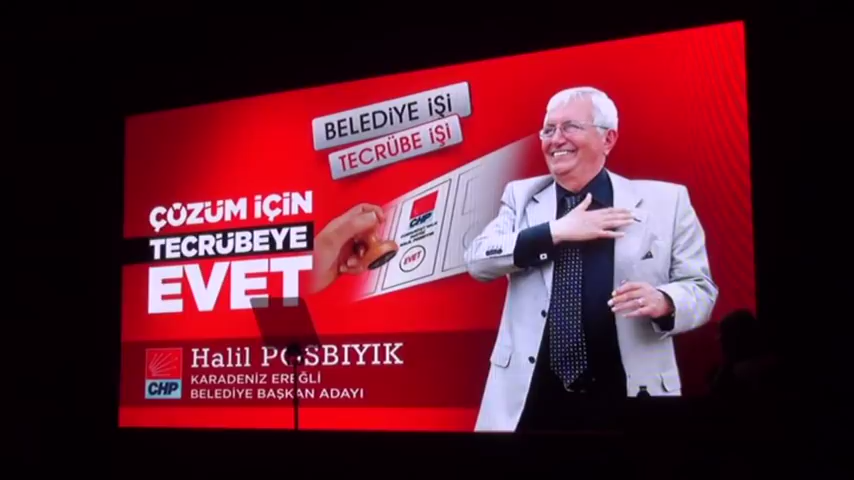 BELEDİYE İŞİ
TECRÜBE İŞİ
ÇÖZÜM İÇİN
TECRÜBEYE
EVET
CHP
EVET
Halil POSBIYIK
CHP
KARADENİZ EREĞLİ
BELEDİYE BAŞKAN ADAYI